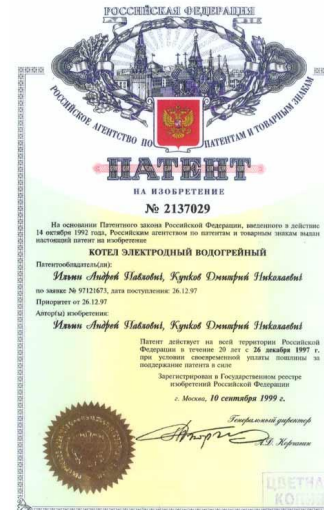 РОССИЙСКАЯ ФЕДЕРАЦИЯ
РОССИЙСКОЕ АГЕНТСТВО ПО ПАТЕНТАМ И ТОВАРНЫМ ЗНАКАМ
ПАТЕНТ
НА ИЗОБРЕТЕНИЕ
№ 2137029
На основании Патентного закона Российской Федерации, введенного в действие
14 октября 1992 года, Российским агентством по патентам и товарным знакам выдан
настоящий патент на изобретение
КОТЕЛ ЭЛЕКТРОДНЫЙ ВОДОГРЕЙНЫЙ
Патентообладатель(ли):
Ильин Андрей Павлович, Кунков Дмитрий Николаевич
по заявке № 97121673, дата поступления: 26.12.97
Приоритет от 26.12.97
Автор(ы) изобретения:
Ильин Андрей Павлович, Кунков Дмитрий Николаевич
Патент действует на всей территории Российской
Федерации в течение 20 лет с 26 декабря 1997 г.
при условии своевременной уплаты пошлины за
поддержание патента в силе
Зарегистрирован в Государственном реестре
изобретений Российской Федерации
г. Москва, 10 сентября 1999 г.
Генеральный директор
А.Д. Корчагин
ЦВЕТНАЯ
КОПИЯ